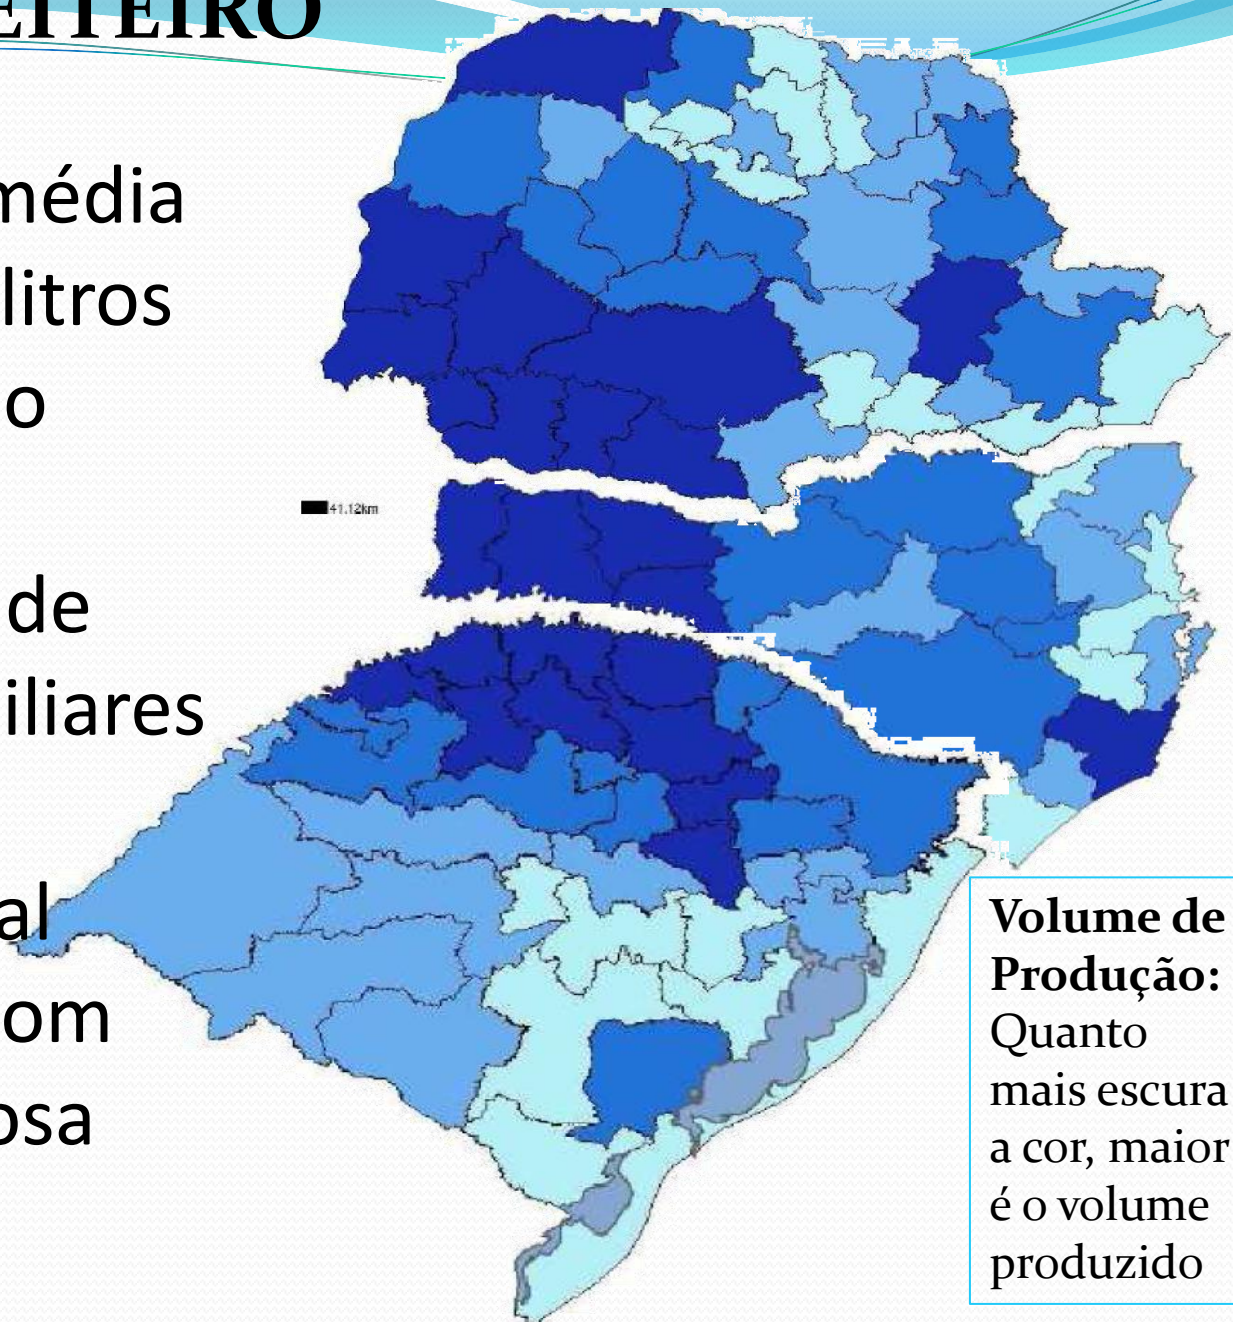 EITEIRO
média
litros
o
de
iliares
al
om
osa
41.12km
Volume de
Produção:
Quanto
mais escura
a cor, maior
é o volume
produzido